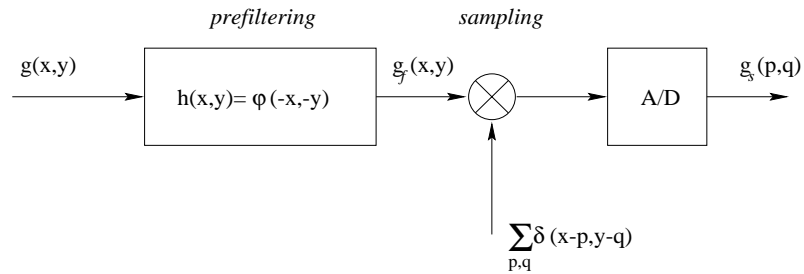 prefiltering
sampling
g(x,y)
h(x,y)= φ(-x,-y)
g_f(x,y)
A/D
g_s(p,q)
∑ δ(x-p,y-q)
p,q